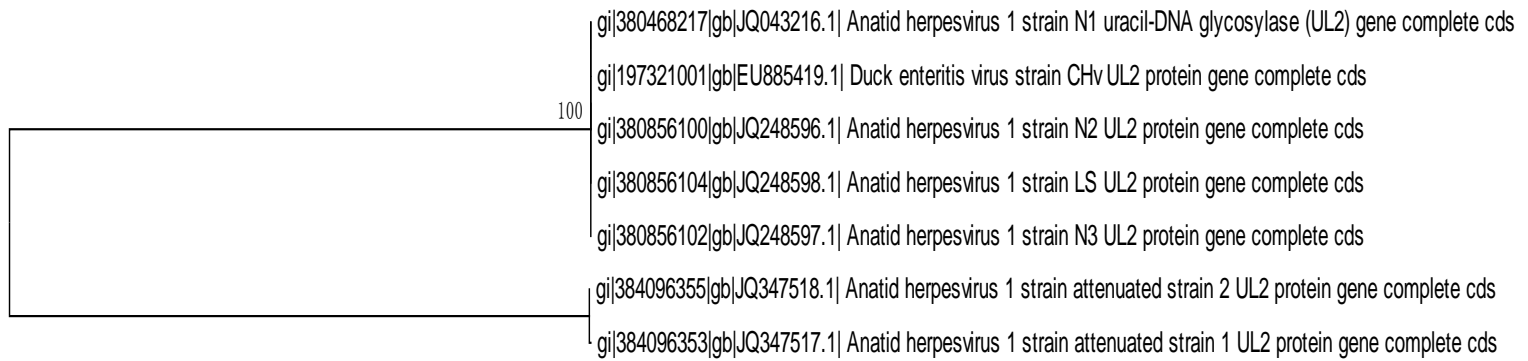 gi|380468217|gb|JQ043216.1| Anatid herpesvirus 1 strain N1 uracil-DNA glycosylase (UL2) gene complete cds
gi|197321001|gb|EU885419.1| Duck enteritis virus strain CHv UL2 protein gene complete cds
100
gi|380856100|gb|JQ248596.1| Anatid herpesvirus 1 strain N2 UL2 protein gene complete cds
gi|380856104|gb|JQ248598.1| Anatid herpesvirus 1 strain LS UL2 protein gene complete cds
gi|380856102|gb|JQ248597.1| Anatid herpesvirus 1 strain N3 UL2 protein gene complete cds
gi|384096355|gb|JQ347518.1| Anatid herpesvirus 1 strain attenuated strain 2 UL2 protein gene complete cds
gi|384096353|gb|JQ347517.1| Anatid herpesvirus 1 strain attenuated strain 1 UL2 protein gene complete cds